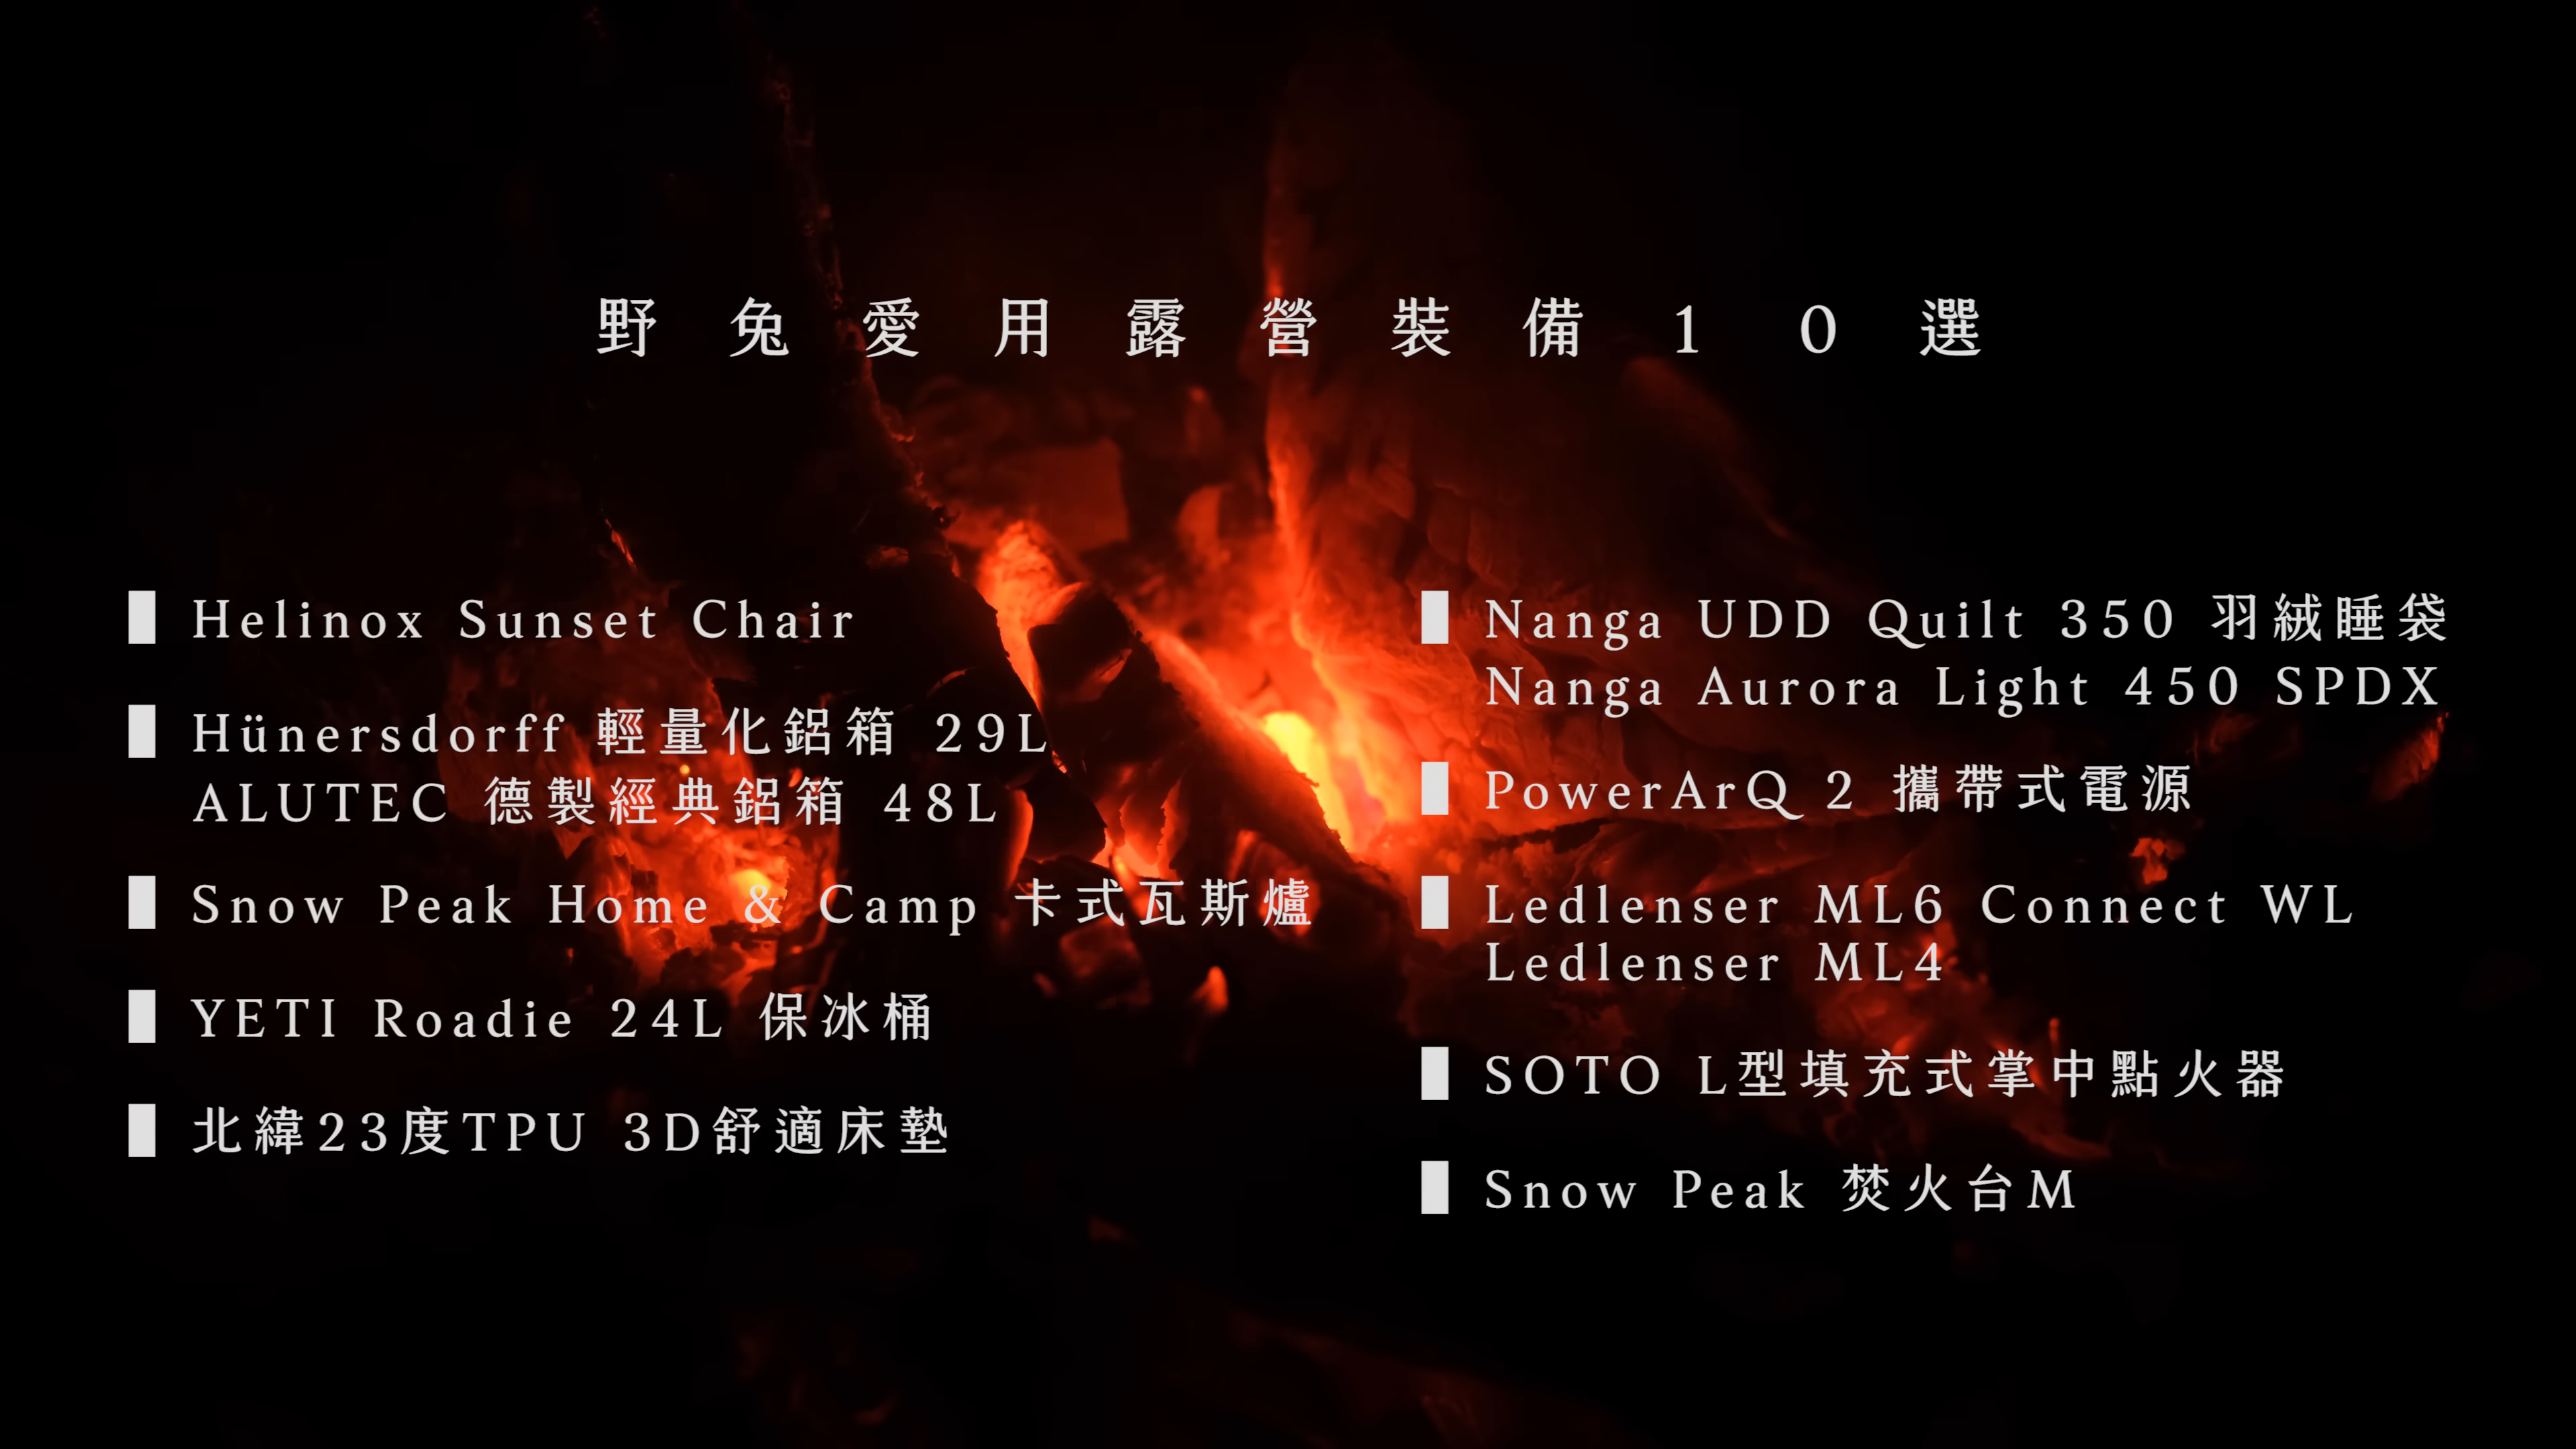 野兔愛用露營裝備10選
Helinox Sunset Chair
Hünersdorff 輕量化鋁箱 29L
ALUTEC 德製經典鋁箱 48L
Snow Peak Home & Camp 卡式瓦斯爐
YETI Roadie 24L 保冰桶
北緯23度TPU 3D舒適床墊
Nanga UDD Quilt 350 羽絨睡袋
Nanga Aurora Light 450 SPDX
PowerArQ 2 攜帶式電源
Ledlenser ML6 Connect WL
Ledlenser ML4
SOTO L型填充式掌中點火器
Snow Peak 焚火台M